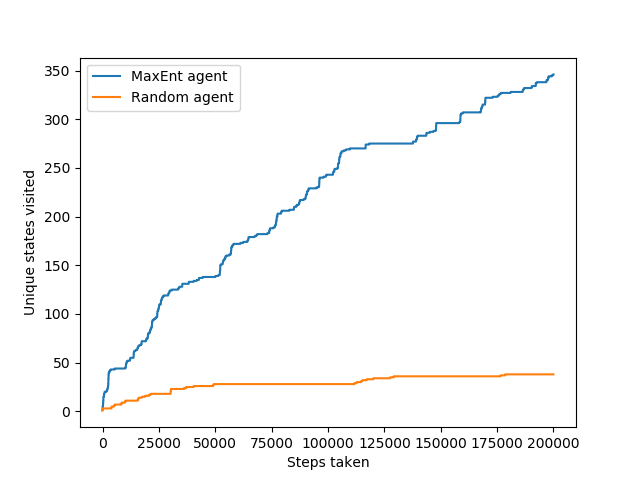 MaxEnt agent
Random agent
350
300
250
200
150
100
50
0
Unique states visited
0 25000 50000 75000 100000 125000 150000 175000 200000
Steps taken